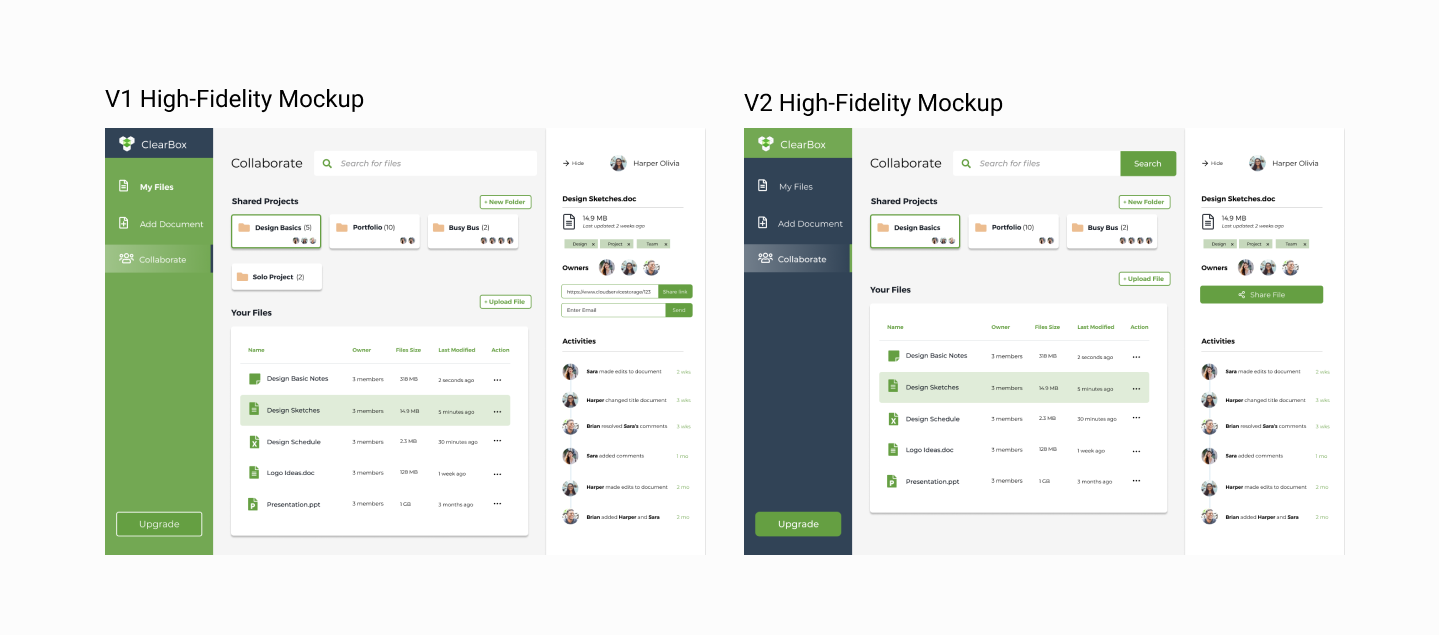 V1 High-Fidelity Mockup
ClearBox
My Files
Add Document
Collaborate
Upgrade
Collaborate
Search for files
Shared Projects
+ New Folder
Design Basics (5)
Portfolio (10)
Busy Bus (2)
Solo Project (2)
+ Upload File
Your Files
Name Owner Files Size Last Modified Action
Design Basic Notes 3 members 318 MB 2 seconds ago ...
Design Sketches 3 members 14.9 MB 5 minutes ago ...
Design Schedule 3 members 2.3 MB 30 minutes ago ...
Logo Ideas.doc 3 members 128 MB 1 week ago ...
Presentation.ppt 3 members 1 GB 3 months ago ...
Hide
Harper Olivia
Design Sketches.doc
14.9 MB
Last updated: 2 weeks ago
Design x Project x Team x
Owners
https://www.cloudservicestorage/123 Share link
Enter Email Send
Activities
Sara made edits to document 2 wks
Harper changed title document 3 wks
Brian resolved Sara's comments 3 wks
Sara added comments 1 mo
Harper made edits to document 2 mo
Brian added Harper and Sara 2 mo
V2 High-Fidelity Mockup
ClearBox
My Files
Add Document
Collaborate
Upgrade
Collaborate
Search for files
Search
Shared Projects
+ New Folder
Design Basics
Portfolio (10)
Busy Bus (2)
+ Upload File
Your Files
Name Owner Files Size Last Modified Action
Design Basic Notes 3 members 318 MB 2 seconds ago ...
Design Sketches 3 members 14.9 MB 5 minutes ago ...
Design Schedule 3 members 2.3 MB 30 minutes ago ...
Logo Ideas.doc 3 members 128 MB 1 week ago ...
Presentation.ppt 3 members 1 GB 3 months ago ...
Hide
Harper Olivia
Design Sketches.doc
14.9 MB
Last updated: 2 weeks ago
Design x Project x Team x
Owners
Share File
Activities
Sara made edits to document 2 wks
Harper changed title document 3 wks
Brian resolved Sara's comments 3 wks
Sara added comments 1 mo
Harper made edits to document 2 mo
Brian added Harper and Sara 2 mo